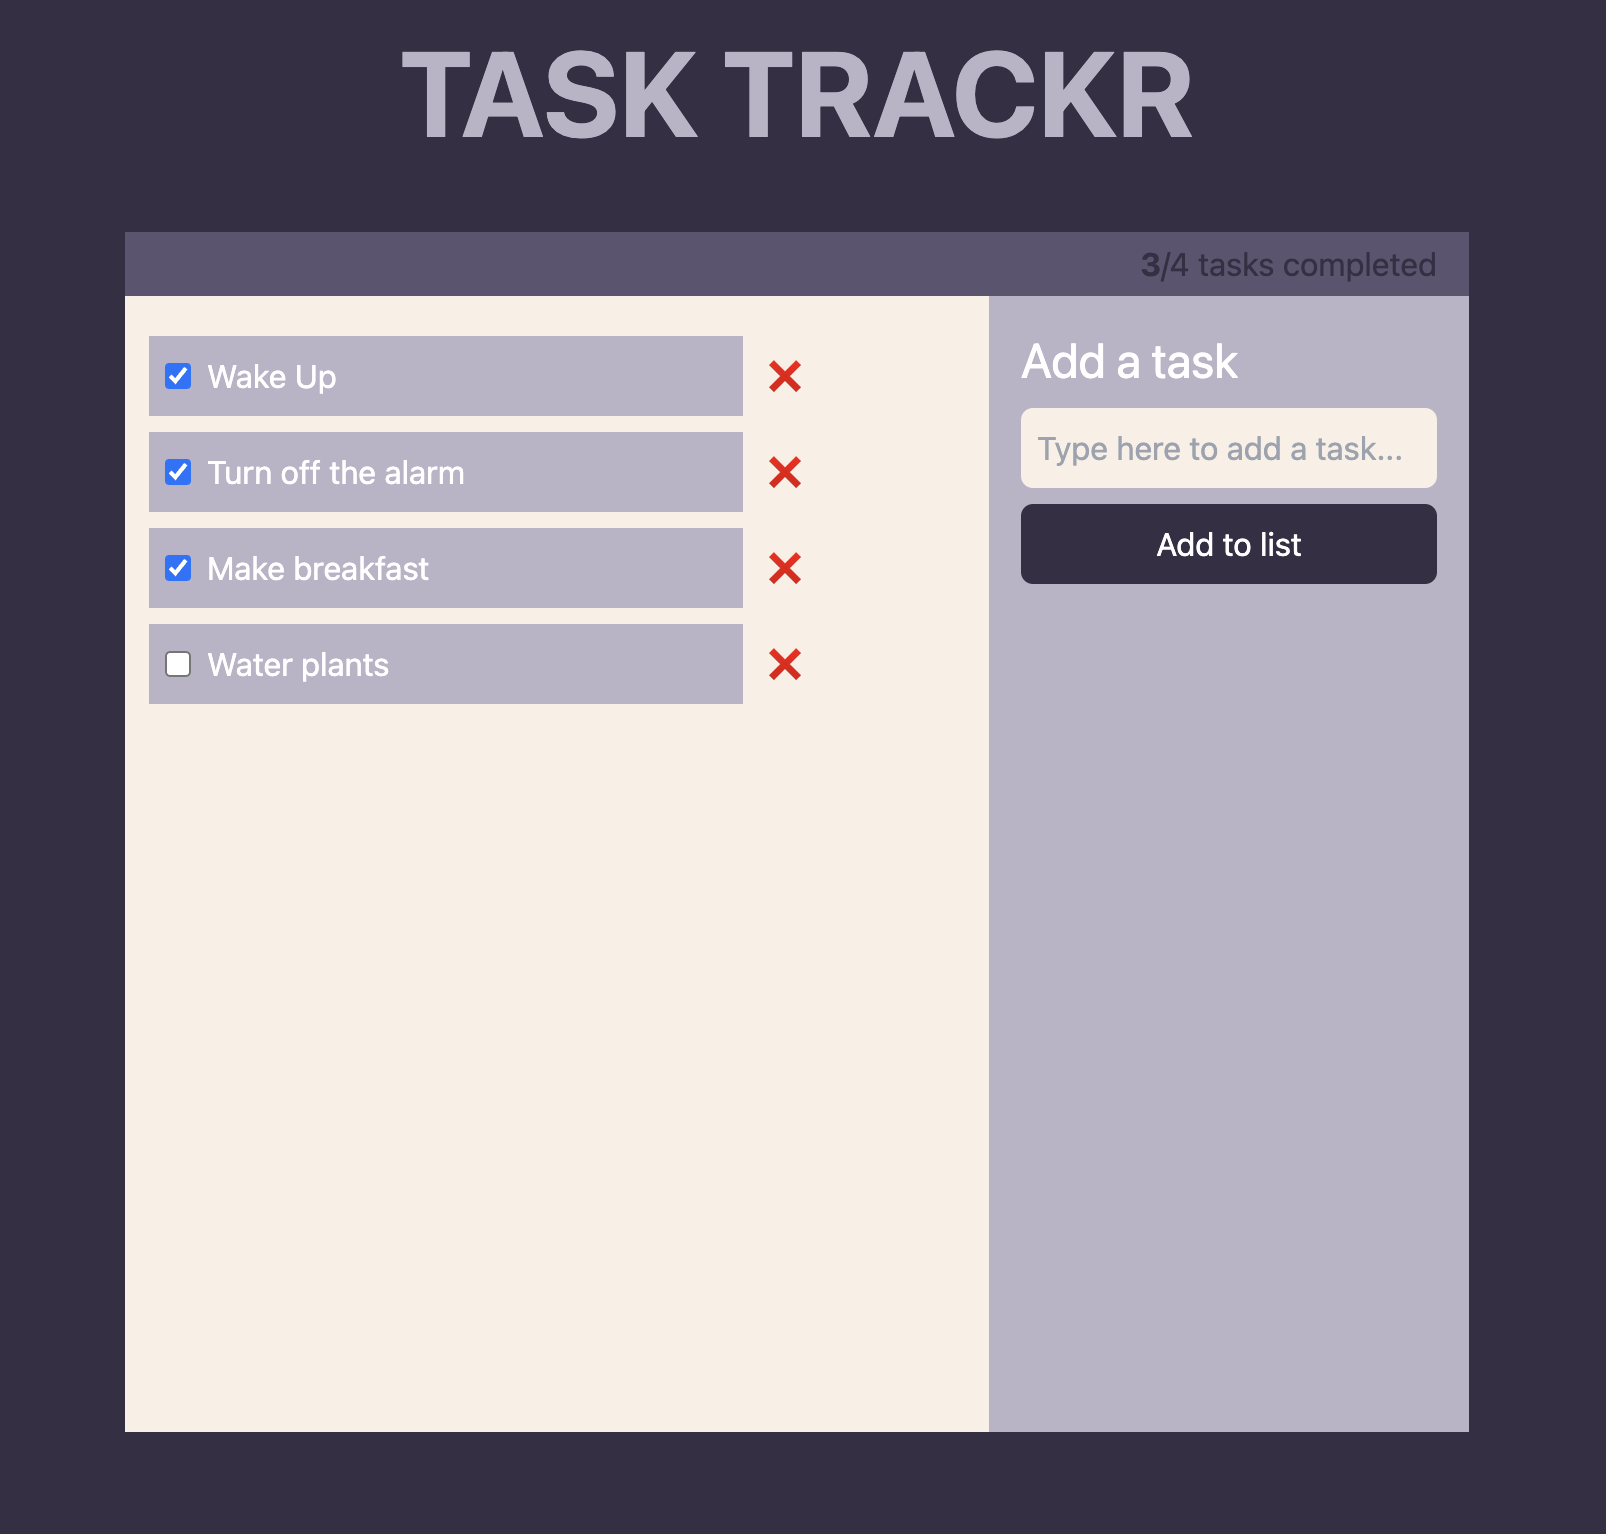 TASK TRACKR
3/4 tasks completed
Wake Up
Turn off the alarm
Make breakfast
Water plants
Add a task
Type here to add a task...
Add to list